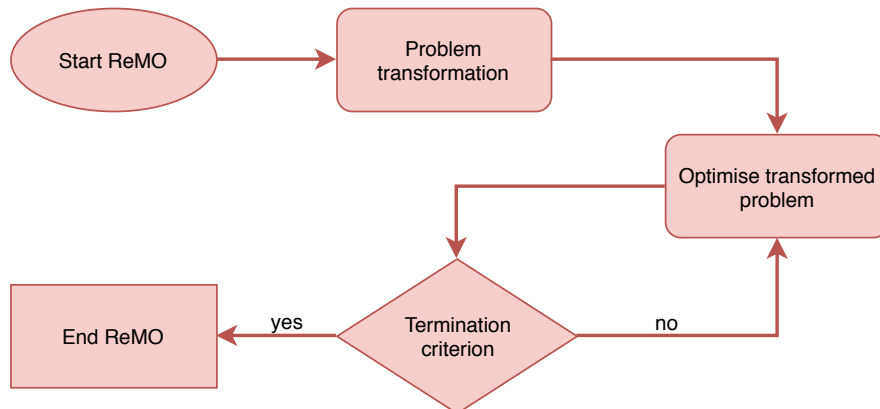 Start ReMO
Problem
transformation
Optimise transformed
problem
Termination
criterion
yes
no
End ReMO